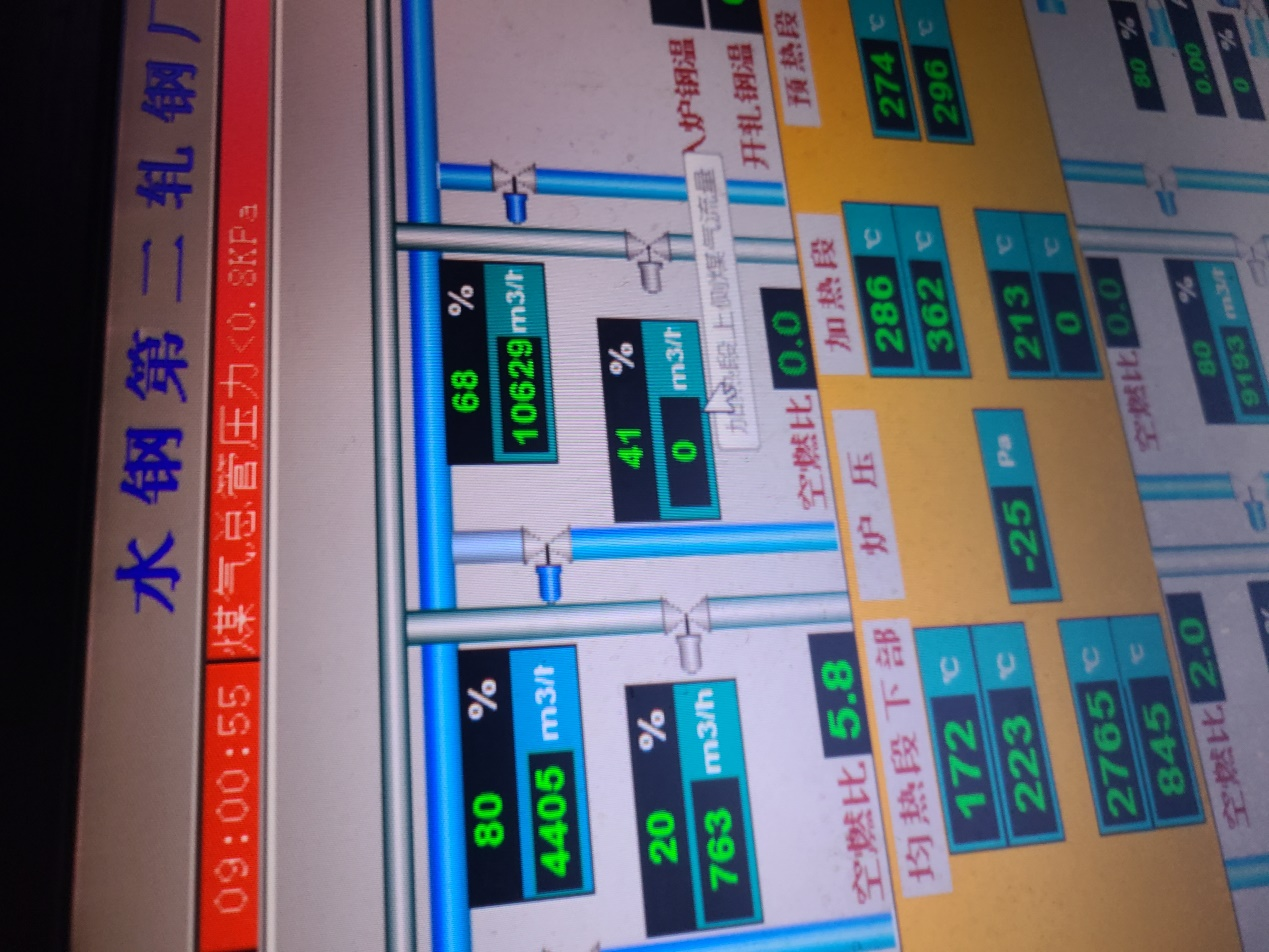 水钢第二轧钢厂
09:00:55 煤气总管压力<0.8KPa
80 %
4405 m3/h
68 %
10629 m3/h
20 %
763 m3/h
41 %
0 m3/h
加热段上侧煤气流量
入炉钢温
开轧钢温
空燃比 5.8
空燃比 0.0
均热段下部
炉 压
加热段
预热段
172 ℃
223 ℃
286 ℃
362 ℃
274 ℃
296 ℃
2765 ℃
845 ℃
-25 Pa
213 ℃
0 ℃
空燃比 2.0
空燃比 0.0
80 %
9193 m3/h
80 %
0.00
0 %
%